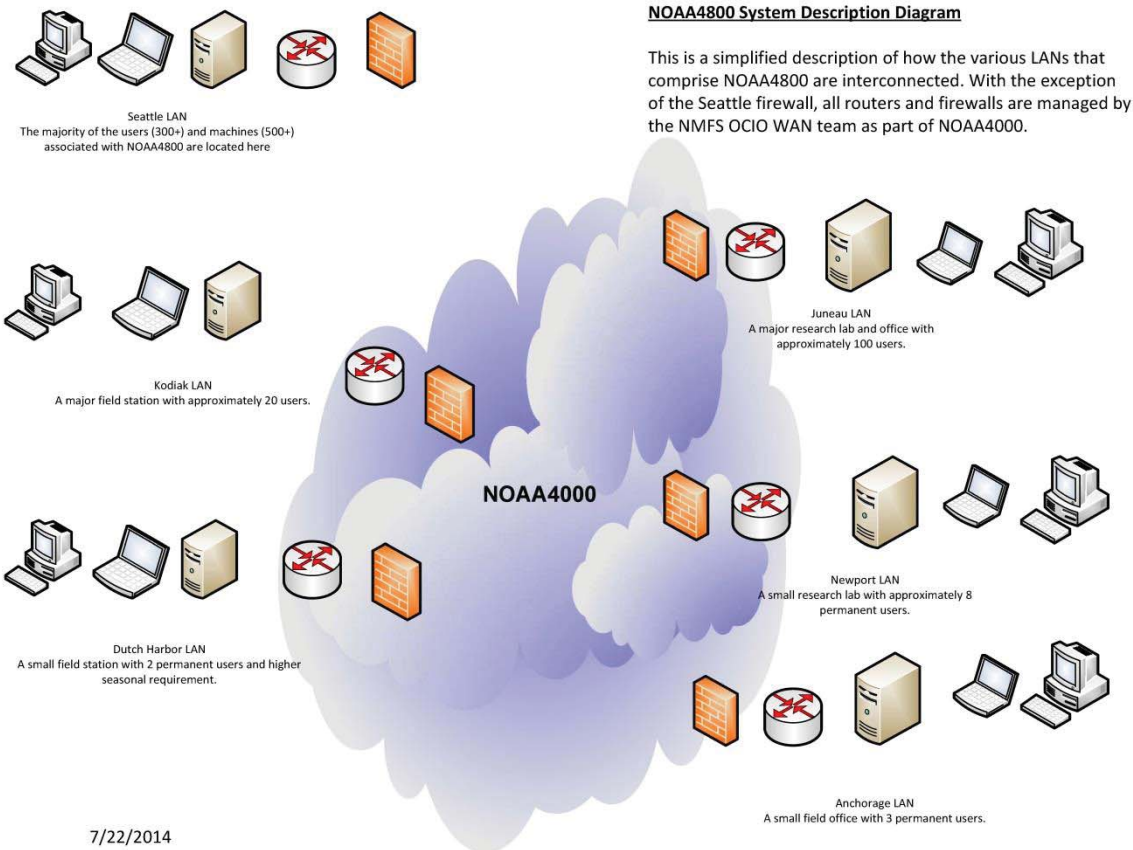 NOAA4800 System Description Diagram
This is a simplified description of how the various LANs that
comprise NOAA4800 are interconnected. With the exception
of the Seattle firewall, all routers and firewalls are managed by
the NMFS OCIO WAN team as part of NOAA4000.
Seattle LAN
The majority of the users (300+) and machines (500+)
associated with NOAA4800 are located here
Juneau LAN
A major research lab and office with
approximately 100 users.
Kodiak LAN
A major field station with approximately 20 users.
NOAA4000
Newport LAN
A small research lab with approximately 8
permanent users.
Dutch Harbor LAN
A small field station with 2 permanent users and higher
seasonal requirement.
Anchorage LAN
A small field office with 3 permanent users.
7/22/2014